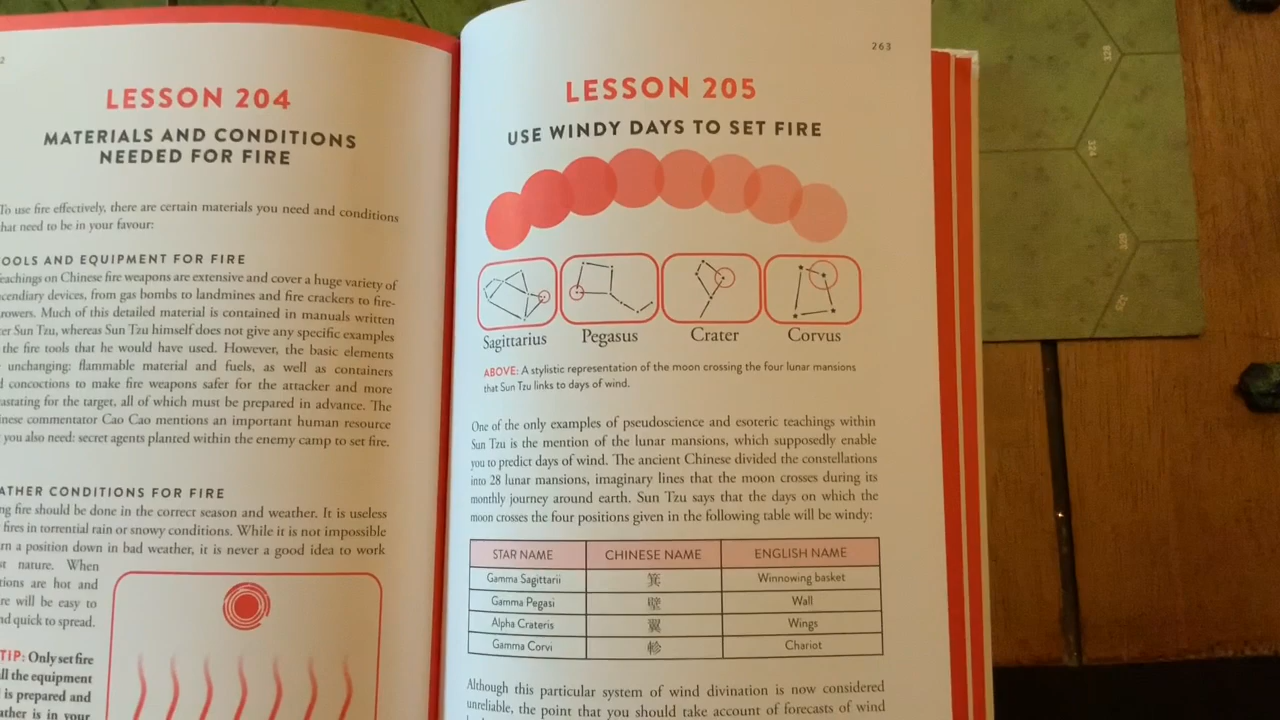 2
LESSON 204
MATERIALS AND CONDITIONS
NEEDED FOR FIRE
To use fire effectively, there are certain materials you need and conditions
that need to be in your favour:
OOLS AND EQUIPMENT FOR FIRE
eachings on Chinese fire weapons are extensive and cover a huge variety of
cendiary devices, from gas bombs to landmines and fire crackers to fire-
rowers. Much of this detailed material is contained in manuals written
er Sun Tzu, whereas Sun Tzu himself does not give any specific examples
the fire tools that he would have used. However, the basic elements
unchanging: flammable material and fuels, as well as containers
d concoctions to make fire weapons safer for the attacker and more
astating for the target, all of which must be prepared in advance. The
inese commentator Cao Cao mentions an important human resource
you also need: secret agents planted within the enemy camp to set fire.
ATHER CONDITIONS FOR FIRE
ng fire should be done in the correct season and weather. It is useless
fires in torrential rain or snowy conditions. While it is not impossible
rn a position down in bad weather, it is never a good idea to work
st nature. When
tions are hot and
re will be easy to
nd quick to spread.
TIP: Only set fire
all the equipment
is prepared and
ather is in your
263
LESSON 205
USE WINDY DAYS TO SET FIRE
Sagittarius Pegasus Crater Corvus
ABOVE: A stylistic representation of the moon crossing the four lunar mansions
that Sun Tzu links to days of wind.
One of the only examples of pseudoscience and esoteric teachings within
Sun Tzu is the mention of the lunar mansions, which supposedly enable
you to predict days of wind. The ancient Chinese divided the constellations
into 28 lunar mansions, imaginary lines that the moon crosses during its
monthly journey around earth. Sun Tzu says that the days on which the
moon crosses the four positions given in the following table will be windy:
STAR NAME CHINESE NAME ENGLISH NAME
Gamma Sagittarii 箕 Winnowing basket
Gamma Pegasi 壁 Wall
Alpha Crateris 翼 Wings
Gamma Corvi 軫 Chariot
Although this particular system of wind divination is now considered
unreliable, the point that you should take account of forecasts of wind
328
324
329
325